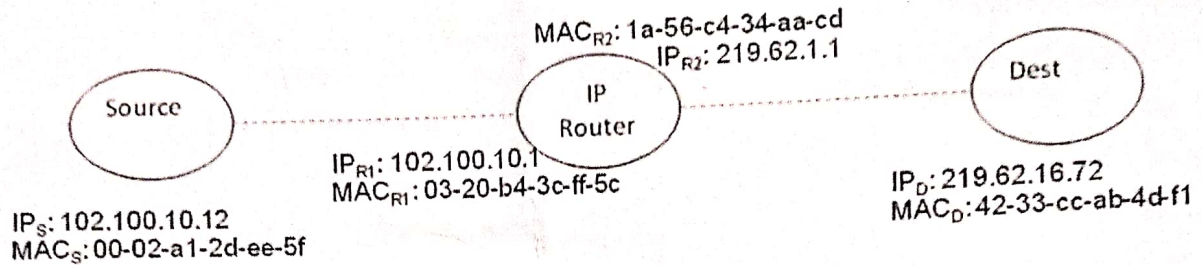 MAC_R2: 1a-56-c4-34-aa-cd
IP_R2: 219.62.1.1
Source
IP
Router
Dest
IP_R1: 102.100.10.1
MAC_R1: 03-20-b4-3c-ff-5c
IP_D: 219.62.16.72
MAC_D: 42-33-cc-ab-4d-f1
IP_S: 102.100.10.12
MAC_S: 00-02-a1-2d-ee-5f